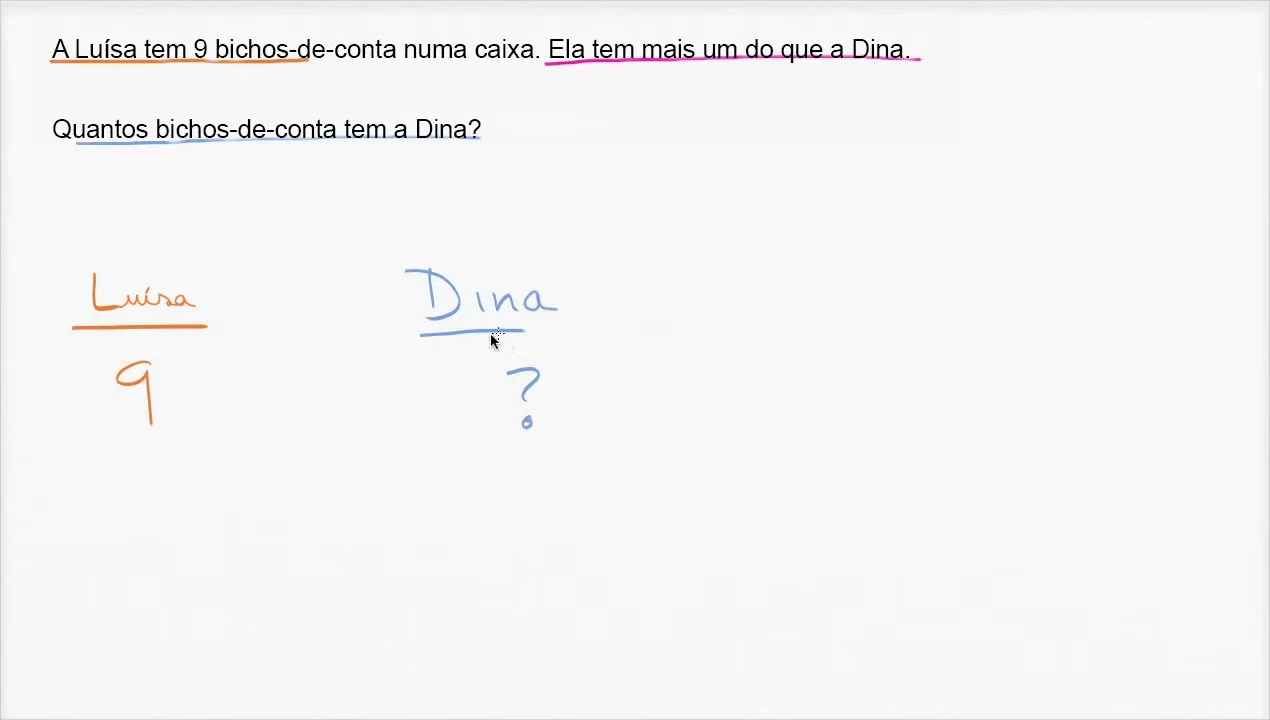 A Luísa tem 9 bichos-de-conta numa caixa. Ela tem mais um do que a Dina.
Quantos bichos-de-conta tem a Dina?
Luísa Dina
9 ?